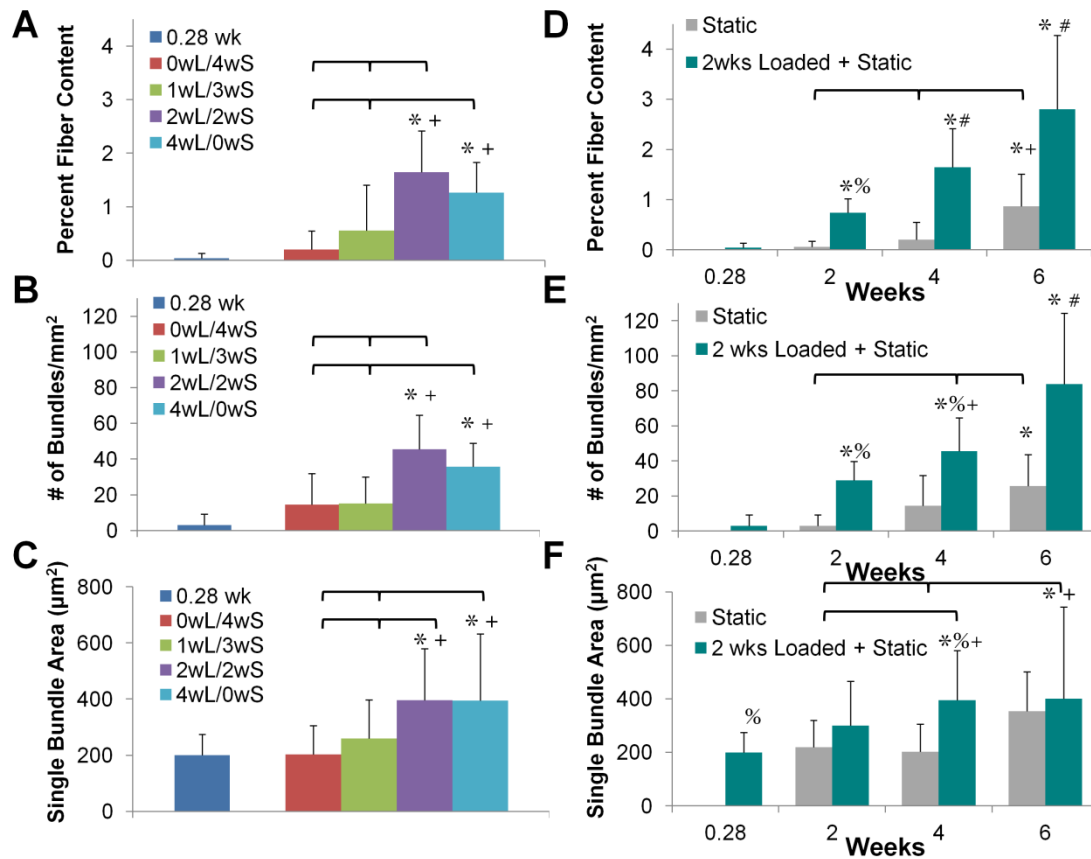 A
Percent Fiber Content
4
3
2
1
0
0.28 wk
0wL/4wS
1wL/3wS
2wL/2wS
4wL/0wS
* +
* +
B
# of Bundles/mm²
120
100
80
60
40
20
0
0.28 wk
0wL/4wS
1wL/3wS
2wL/2wS
4wL/0wS
* +
* +
C
Single Bundle Area (µm²)
800
600
400
200
0
0.28 wk
0wL/4wS
1wL/3wS
2wL/2wS
4wL/0wS
* +
* +
D
Percent Fiber Content
4
3
2
1
0
Static
2wks Loaded + Static
*%
*#
*+
* #
0.28 2 4 6
Weeks
E
# of Bundles/mm²
120
100
80
60
40
20
0
Static
2 wks Loaded + Static
*%
*%+
*
* #
0.28 2 4 6
Weeks
F
Single Bundle Area (µm²)
800
600
400
200
0
Static
2 wks Loaded + Static
%
*%+
* +
0.28 2 4 6
Weeks